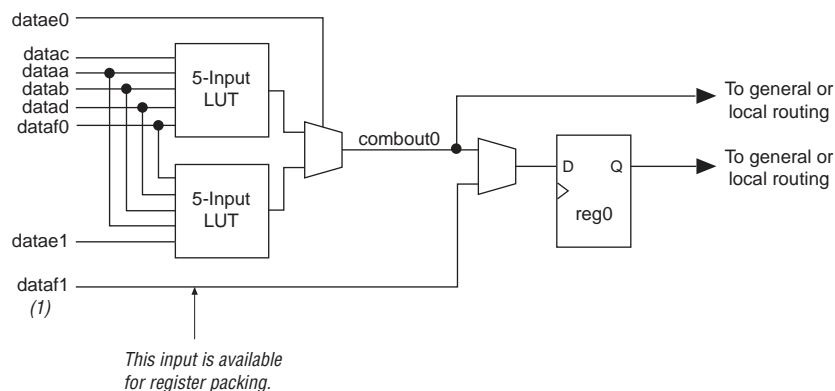 datae0
datac
dataa
datab
datad
dataf0
5-Input
LUT
combout0
To general or
local routing
D
Q
reg0
To general or
local routing
5-Input
LUT
datae1
dataf1
(1)
This input is available
for register packing.